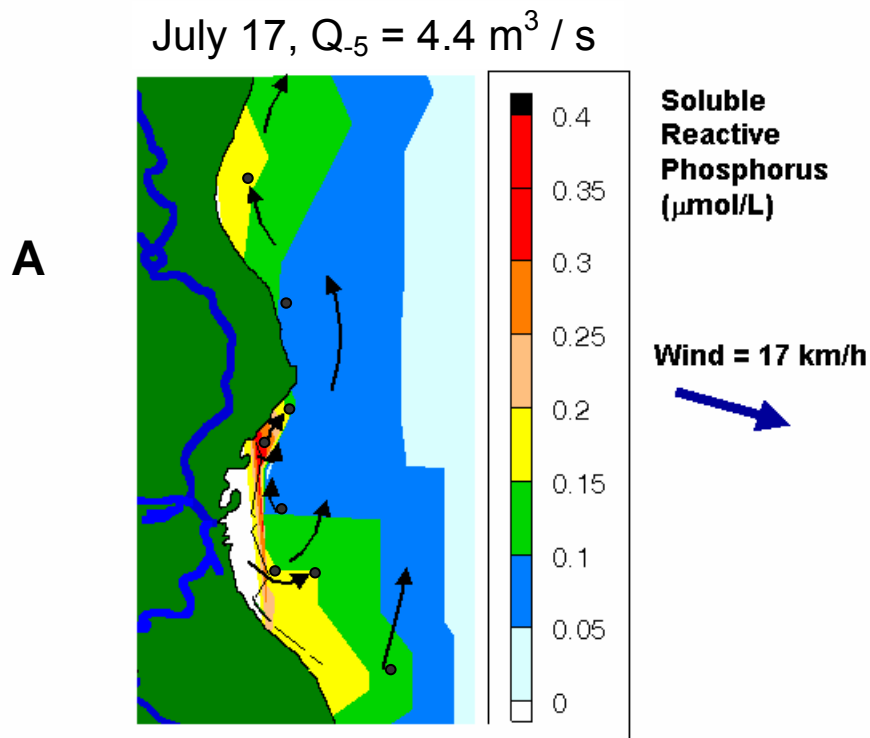 July 17, Q₋₅ = 4.4 m³ / s
A
0.4
0.35
0.3
0.25
0.2
0.15
0.1
0.05
0
Soluble
Reactive
Phosphorus
(μmol/L)
Wind = 17 km/h